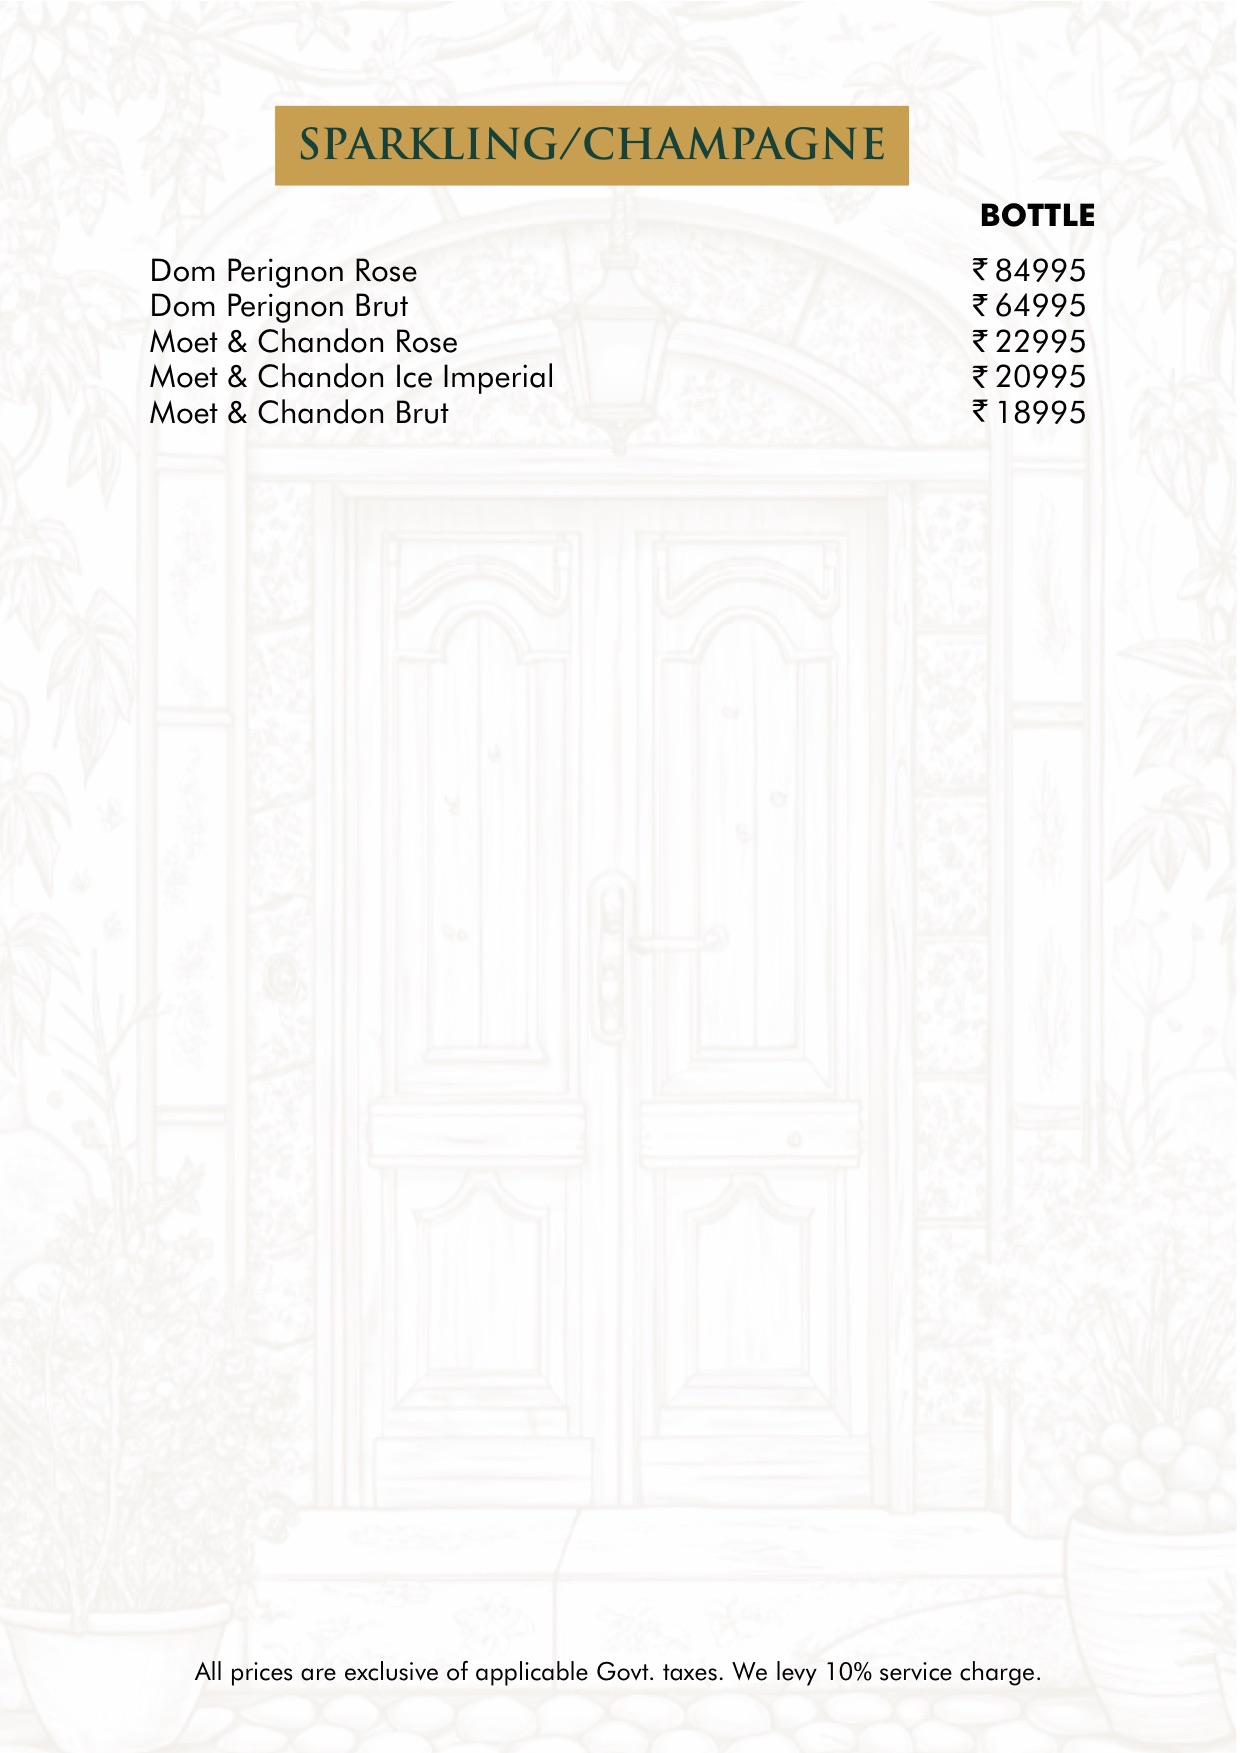 SPARKLING/CHAMPAGNE
BOTTLE
Dom Perignon Rose ₹ 84995
Dom Perignon Brut ₹ 64995
Moet & Chandon Rose ₹ 22995
Moet & Chandon Ice Imperial ₹ 20995
Moet & Chandon Brut ₹ 18995
All prices are exclusive of applicable Govt. taxes. We levy 10% service charge.